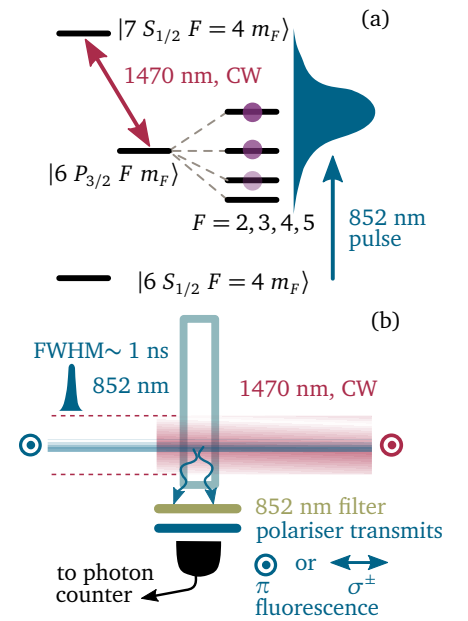 (a)
|7 S1/2 F = 4 mF⟩
1470 nm, CW
|6 P3/2 F mF⟩
F = 2, 3, 4, 5
852 nm
pulse
|6 S1/2 F = 4 mF⟩
(b)
FWHM~ 1 ns
852 nm
1470 nm, CW
852 nm filter
polariser transmits
to photon
counter
or
π
σ±
fluorescence